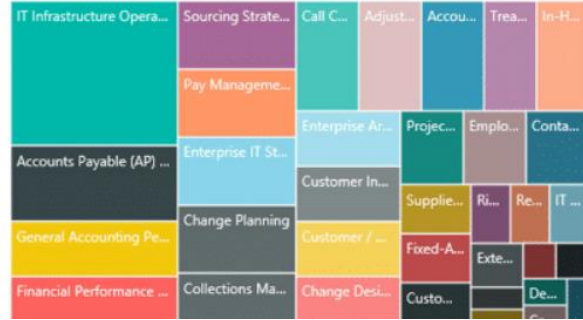 IT Infrastructure Opera...
Accounts Payable (AP) ...
General Accounting Pe...
Financial Performance ...
Sourcing Strate...
Pay Manageme...
Enterprise IT St...
Change Planning
Collections Ma...
Call C...
Adjust...
Accou...
Trea...
In-H...
Enterprise Ar...
Customer In...
Customer / ...
Change Desi...
Projec...
Emplo...
Conta...
Supplie...
Ri...
Re...
IT ...
Fixed-A...
Exte...
Custo...
De...